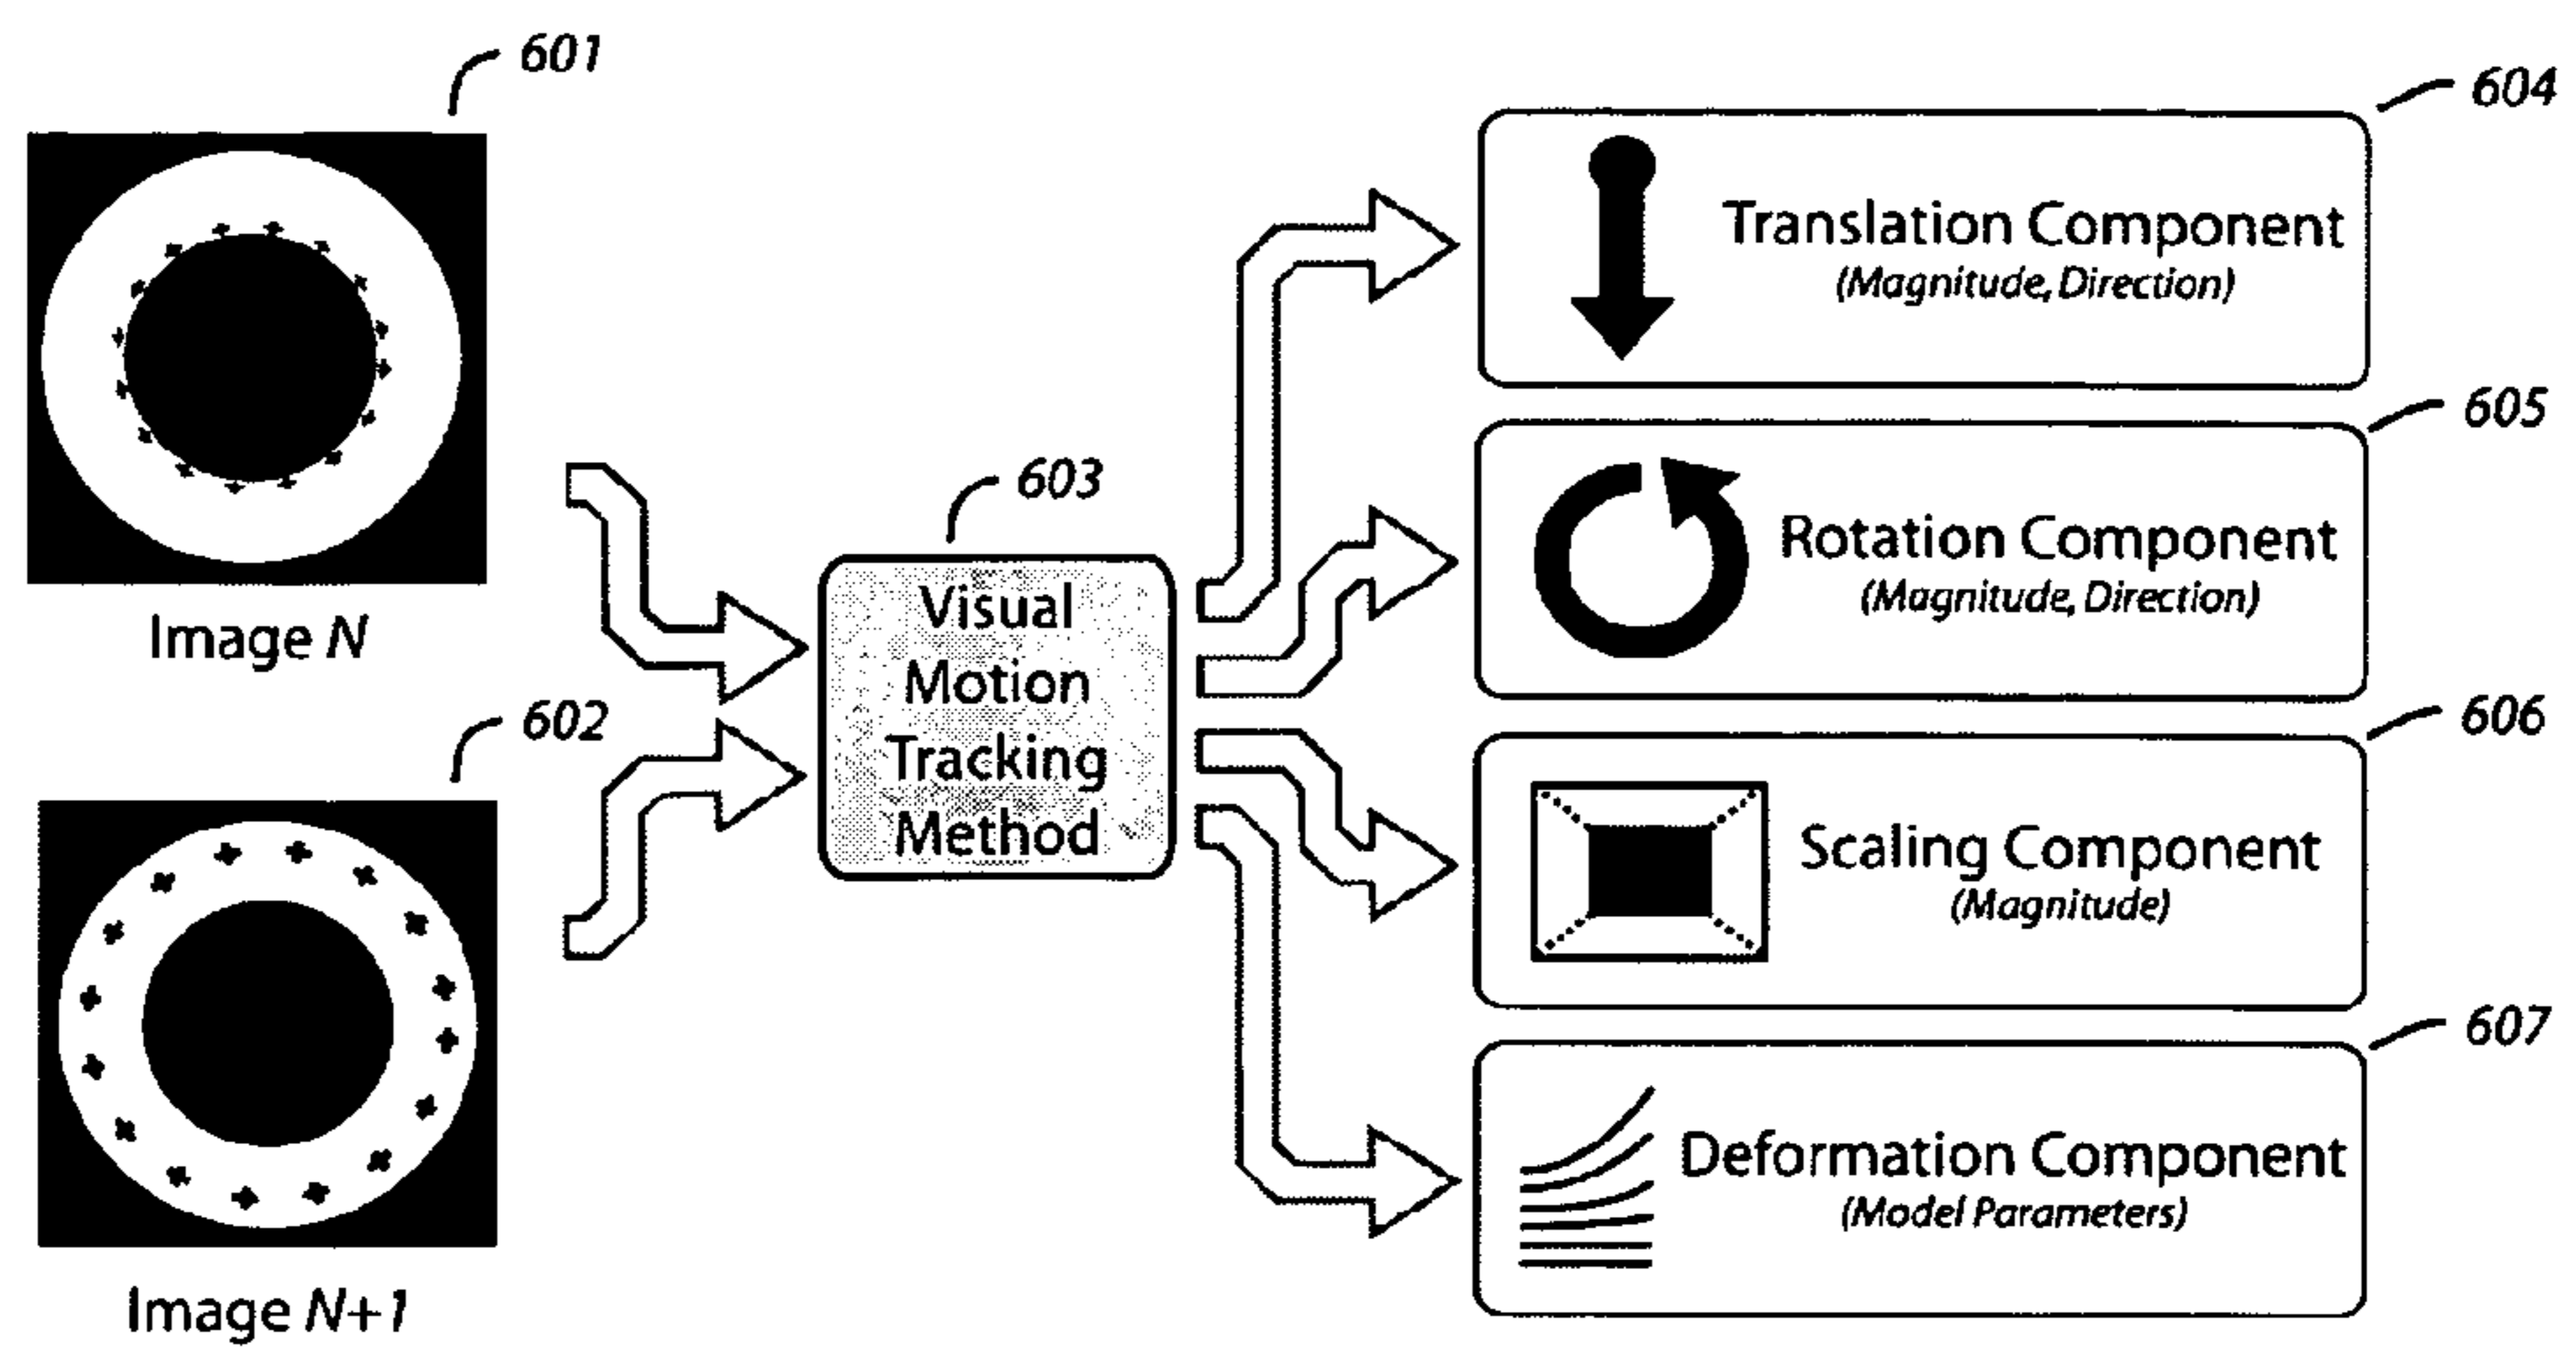 601
Image N
602
Image N+1
603
Visual
Motion
Tracking
Method
604
Translation Component
(Magnitude, Direction)
605
Rotation Component
(Magnitude, Direction)
606
Scaling Component
(Magnitude)
607
Deformation Component
(Model Parameters)